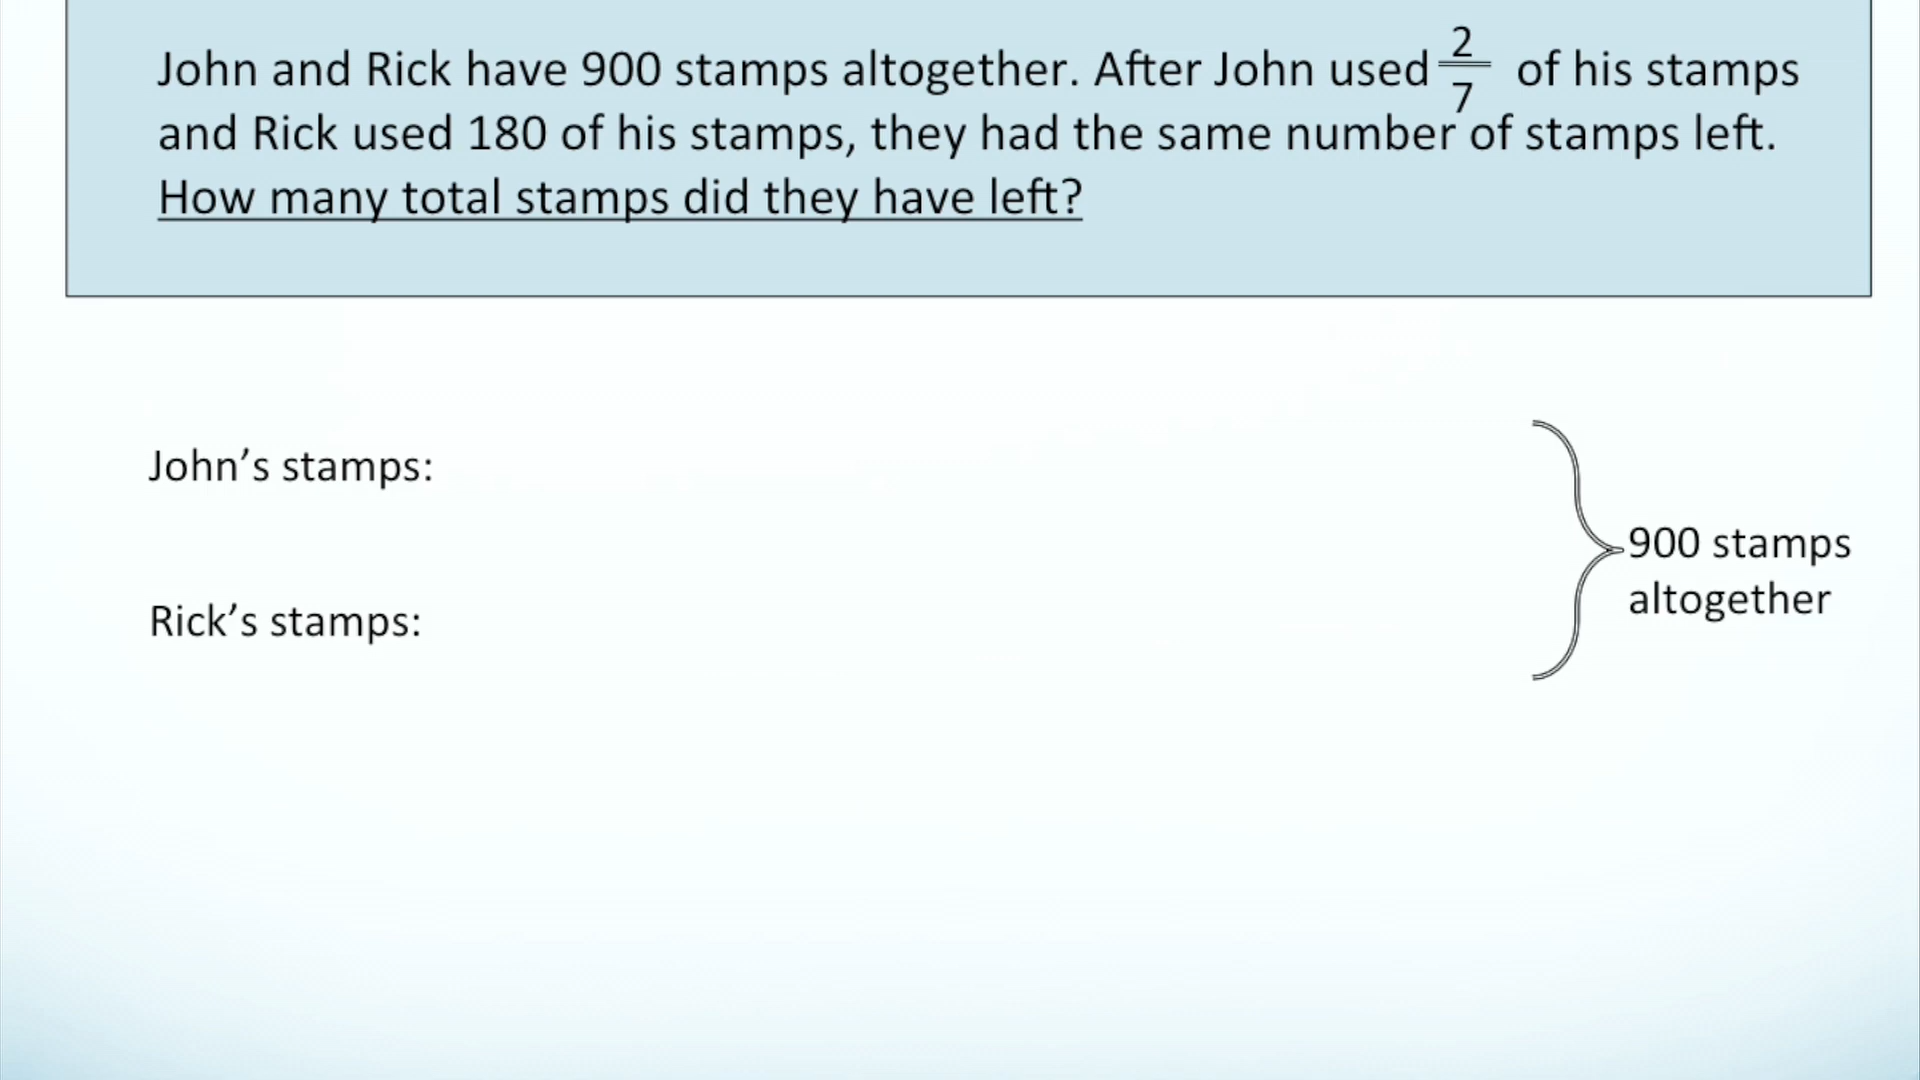 John and Rick have 900 stamps altogether. After John used 2/7 of his stamps
and Rick used 180 of his stamps, they had the same number of stamps left.
How many total stamps did they have left?
John’s stamps:
900 stamps
altogether
Rick’s stamps: